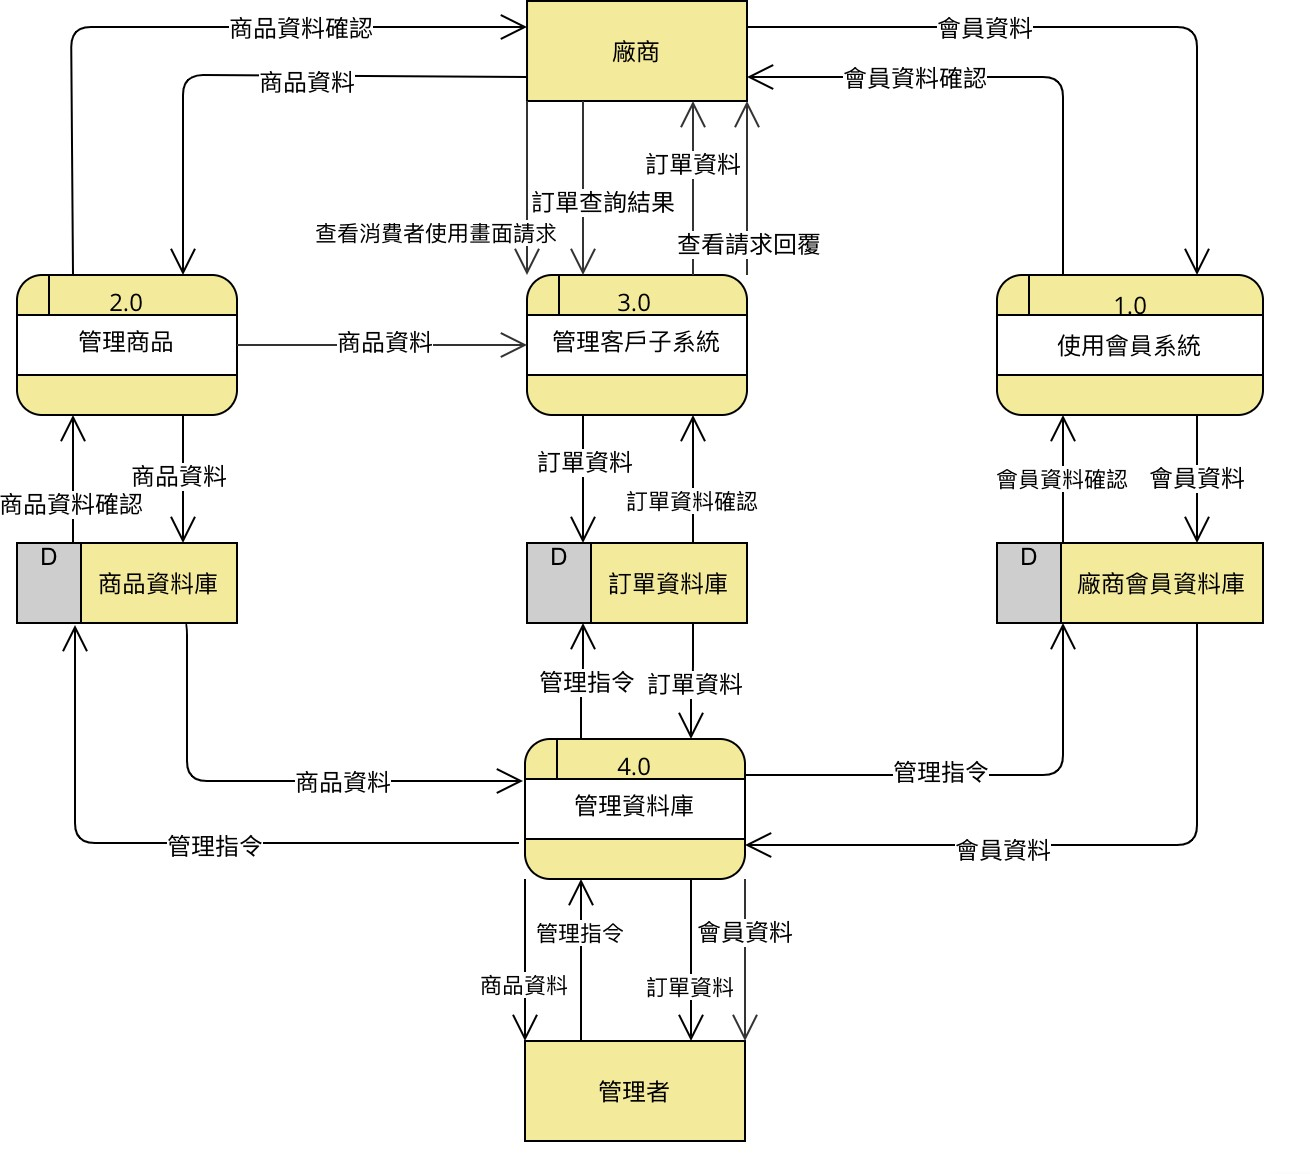 商品資料確認
廠商
會員資料
商品資料
會員資料確認
訂單資料
訂單查詢結果
查看消費者使用畫面請求
查看請求回覆
2.0
管理商品
商品資料
3.0
管理客戶子系統
1.0
使用會員系統
商品資料
商品資料確認
訂單資料
訂單資料確認
會員資料確認
會員資料
D
商品資料庫
D
訂單資料庫
D
廠商會員資料庫
管理指令
訂單資料
4.0
管理資料庫
商品資料
管理指令
管理指令
會員資料
管理指令
會員資料
商品資料
訂單資料
管理者